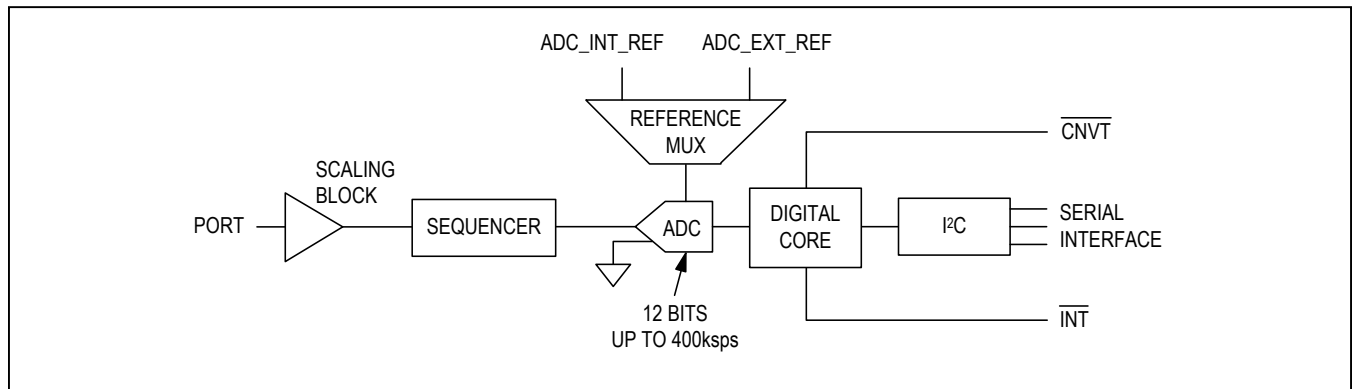 ADC_INT_REF
ADC_EXT_REF
REFERENCE
MUX
CNVT
SCALING
BLOCK
PORT
SEQUENCER
ADC
DIGITAL
CORE
I²C
SERIAL
INTERFACE
12 BITS
UP TO 400ksps
INT